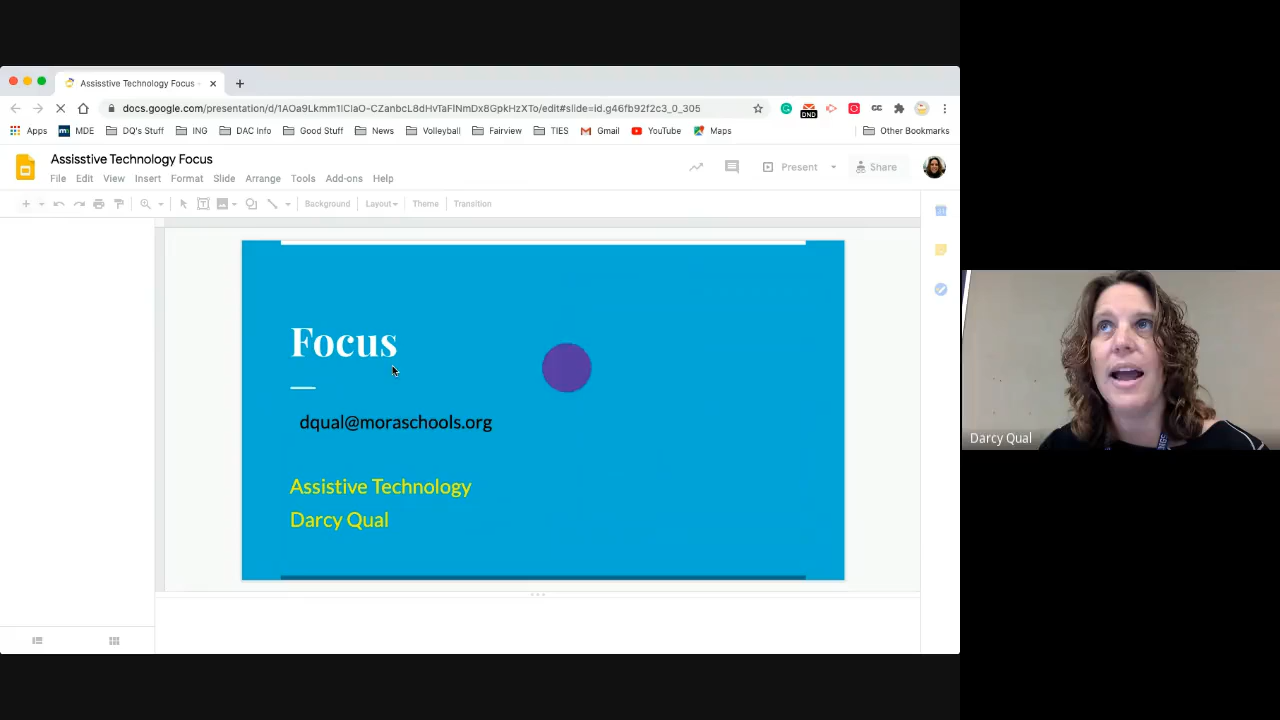 Assisstive Technology Focus -
docs.google.com/presentation/d/1AOa9Lkmm1lClaO-CZanbcL8dHvTaFlNmDx8GpkHzXTo/edit#slide=id.g46fb92f2c3_0_305
DND
CC
Apps MDE DQ's Stuff ING DAC Info Good Stuff News Volleyball Fairview TIES Gmail YouTube Maps Other Bookmarks
Assisstive Technology Focus
Present Share
File Edit View Insert Format Slide Arrange Tools Add-ons Help
Background Layout Theme Transition
Focus
dqual@moraschools.org
Assistive Technology
Darcy Qual
Darcy Qual